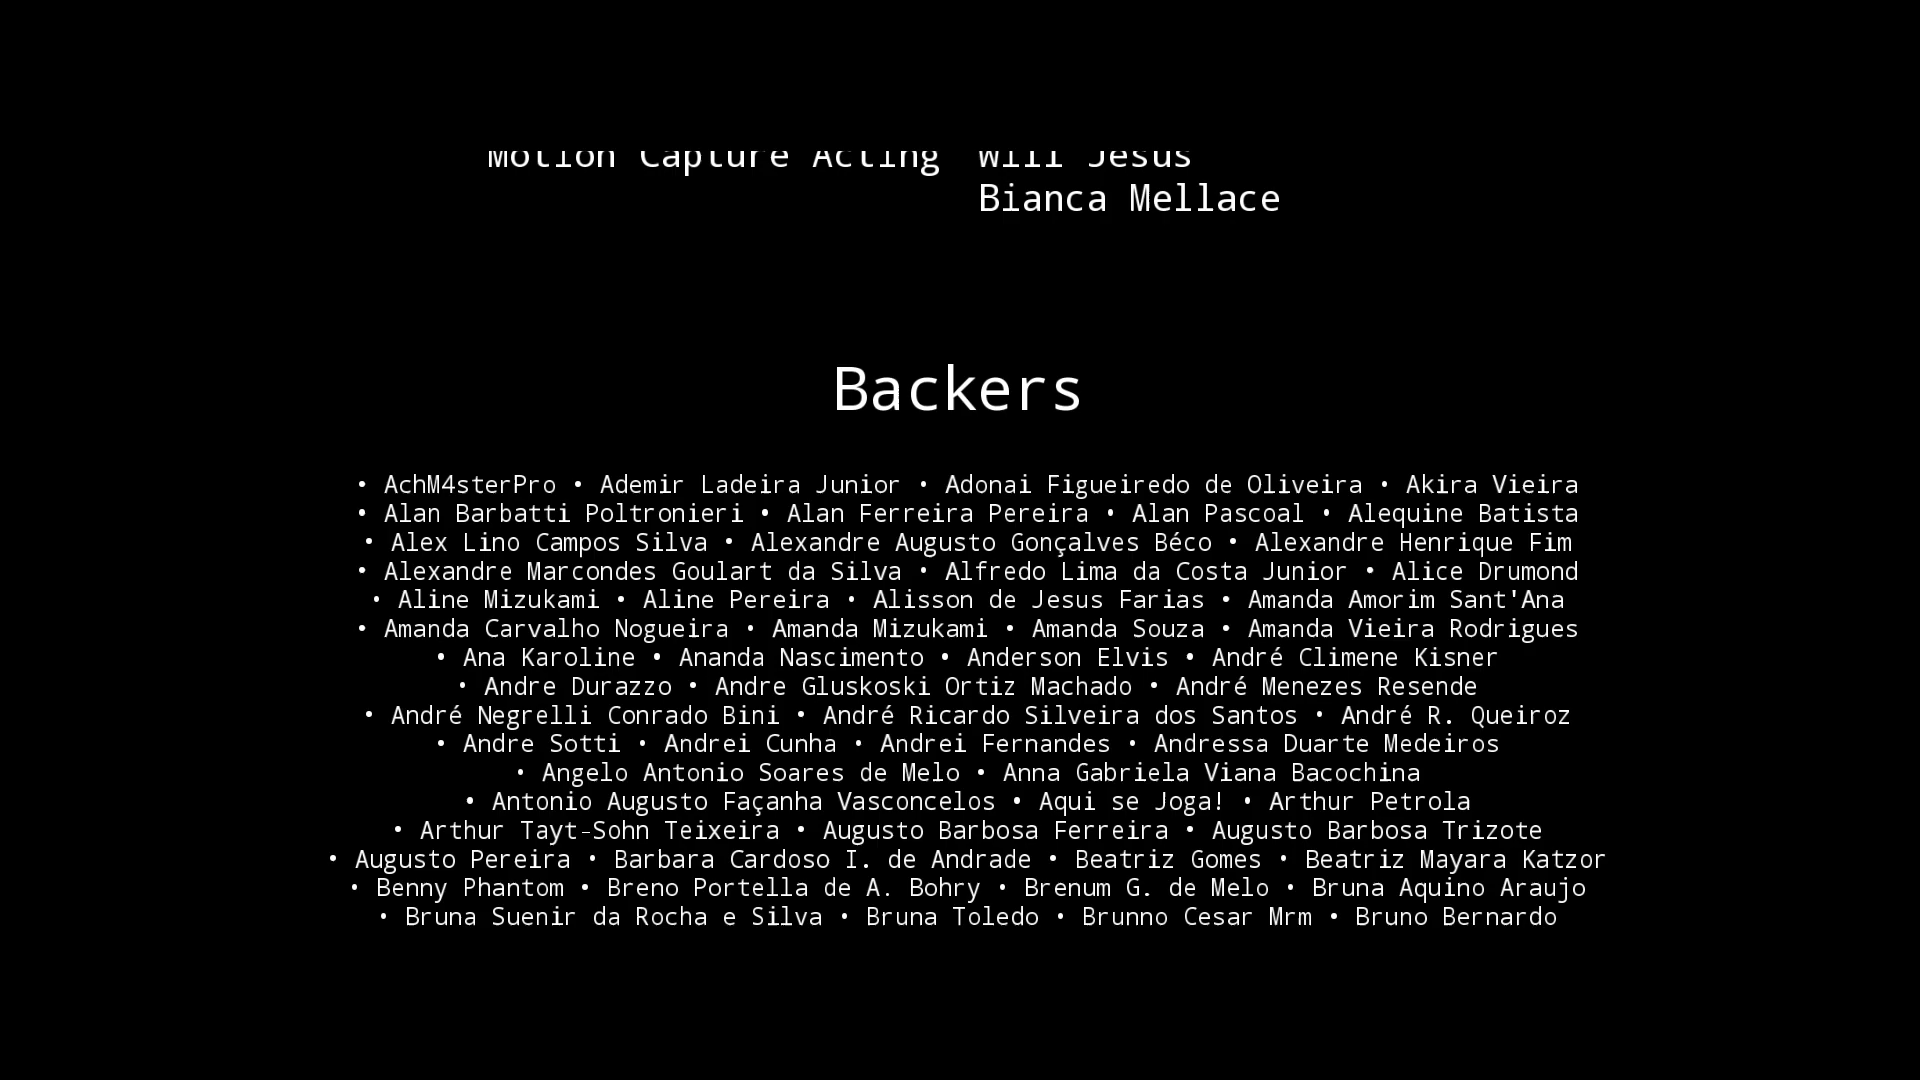 Motion Capture Acting Will Jesus
Bianca Mellace
Backers
• AchM4sterPro • Ademir Ladeira Junior • Adonai Figueiredo de Oliveira • Akira Vieira
• Alan Barbatti Poltronieri • Alan Ferreira Pereira • Alan Pascoal • Alequine Batista
• Alex Lino Campos Silva • Alexandre Augusto Gonçalves Béco • Alexandre Henrique Fim
• Alexandre Marcondes Goulart da Silva • Alfredo Lima da Costa Junior • Alice Drumond
• Aline Mizukami • Aline Pereira • Alisson de Jesus Farias • Amanda Amorim Sant'Ana
• Amanda Carvalho Nogueira • Amanda Mizukami • Amanda Souza • Amanda Vieira Rodrigues
• Ana Karoline • Ananda Nascimento • Anderson Elvis • André Climene Kisner
• Andre Durazzo • Andre Gluskoski Ortiz Machado • André Menezes Resende
• André Negrelli Conrado Bini • André Ricardo Silveira dos Santos • André R. Queiroz
• Andre Sotti • Andrei Cunha • Andrei Fernandes • Andressa Duarte Medeiros
• Angelo Antonio Soares de Melo • Anna Gabriela Viana Bacochina
• Antonio Augusto Façanha Vasconcelos • Aqui se Joga! • Arthur Petrola
• Arthur Tayt-Sohn Teixeira • Augusto Barbosa Ferreira • Augusto Barbosa Trizote
• Augusto Pereira • Barbara Cardoso I. de Andrade • Beatriz Gomes • Beatriz Mayara Katzor
• Benny Phantom • Breno Portella de A. Bohry • Brenum G. de Melo • Bruna Aquino Araujo
• Bruna Suenir da Rocha e Silva • Bruna Toledo • Brunno Cesar Mrm • Bruno Bernardo